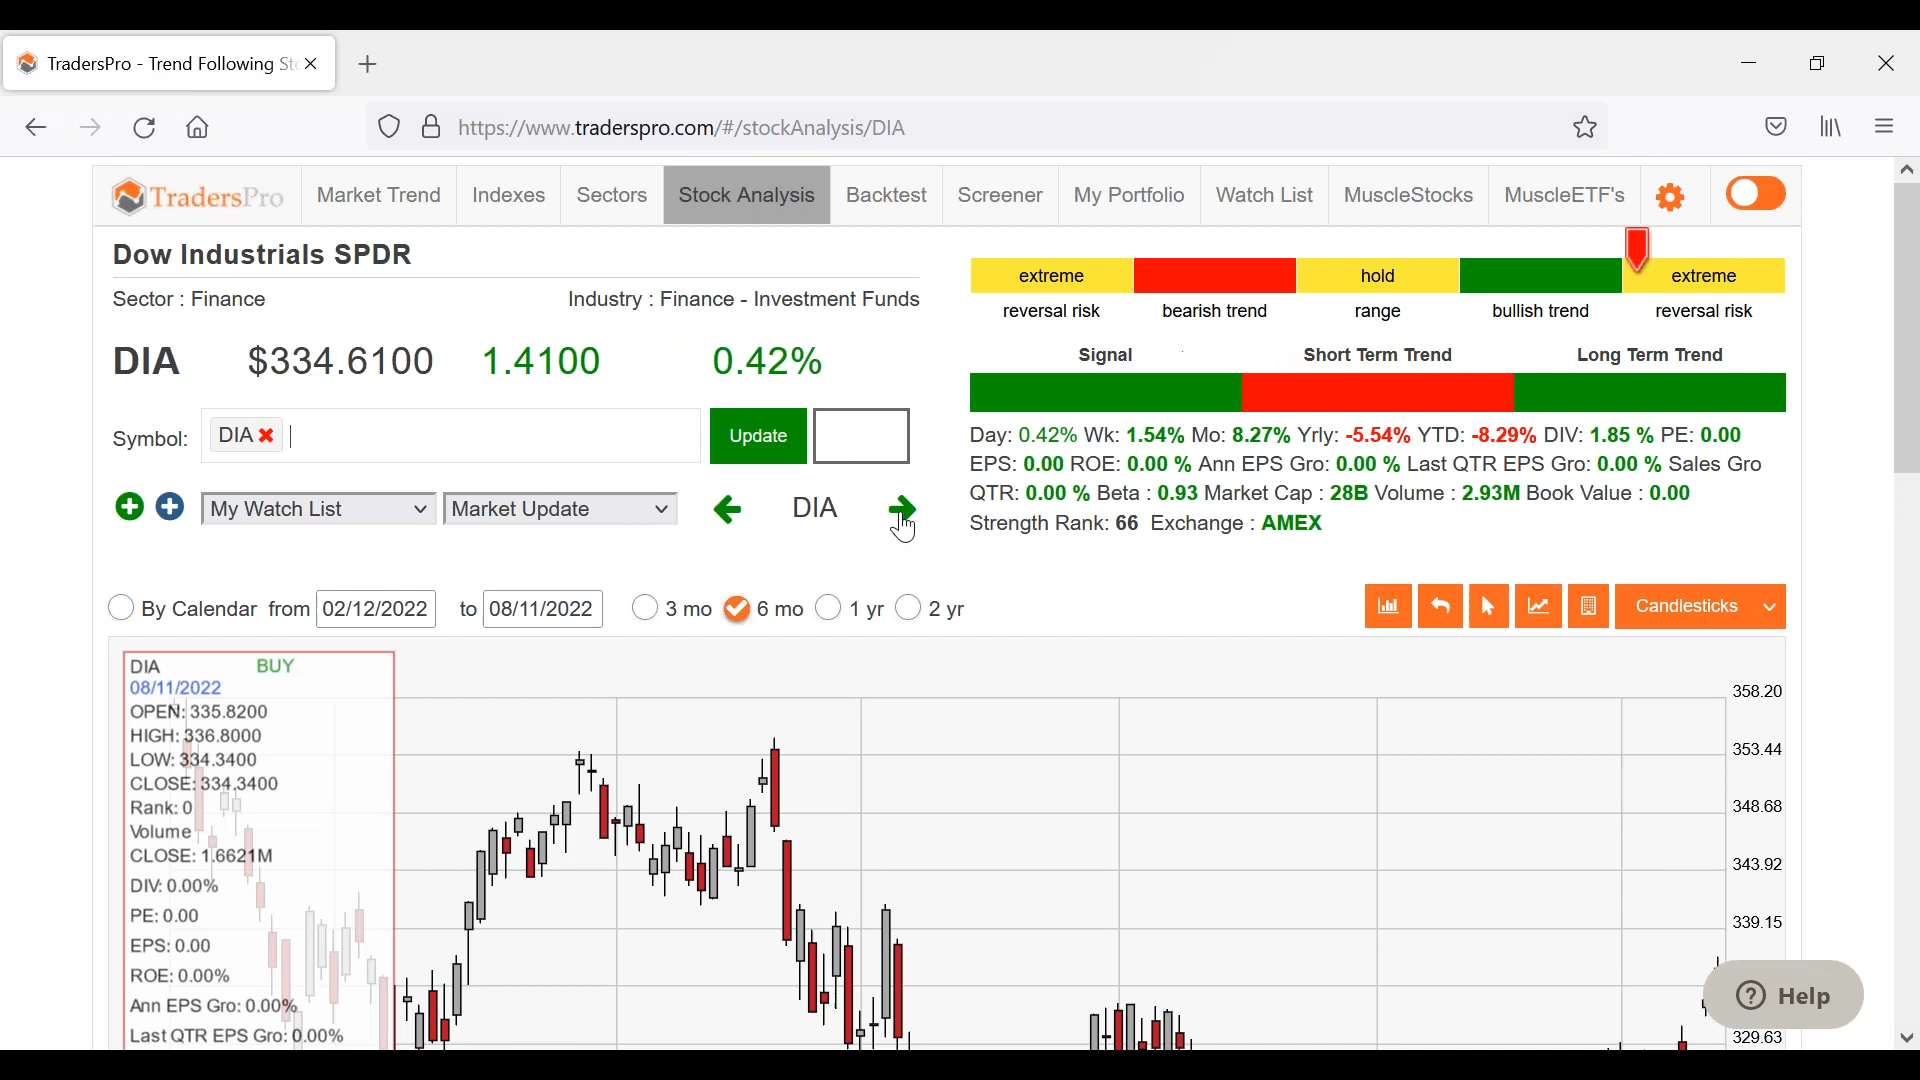 TradersPro - Trend Following Sto
https://www.traderspro.com/#/stockAnalysis/DIA
TradersPro Market Trend Indexes Sectors Stock Analysis Backtest Screener My Portfolio Watch List MuscleStocks MuscleETF's
Dow Industrials SPDR
Sector : Finance Industry : Finance - Investment Funds
DIA $334.6100 1.4100 0.42%
Symbol: DIA Update
My Watch List Market Update DIA
extreme hold extreme
reversal risk bearish trend range bullish trend reversal risk
Signal Short Term Trend Long Term Trend
Day: 0.42% Wk: 1.54% Mo: 8.27% Yrly: -5.54% YTD: -8.29% DIV: 1.85 % PE: 0.00
EPS: 0.00 ROE: 0.00 % Ann EPS Gro: 0.00 % Last QTR EPS Gro: 0.00 % Sales Gro
QTR: 0.00 % Beta : 0.93 Market Cap : 28B Volume : 2.93M Book Value : 0.00
Strength Rank: 66 Exchange : AMEX
By Calendar from 02/12/2022 to 08/11/2022 3 mo 6 mo 1 yr 2 yr Candlesticks
DIA BUY
08/11/2022
OPEN: 335.8200
HIGH: 336.8000
LOW: 334.3400
CLOSE: 334.3400
Rank: 0
Volume
CLOSE: 1.6621M
DIV: 0.00%
PE: 0.00
EPS: 0.00
ROE: 0.00%
Ann EPS Gro: 0.00%
Last QTR EPS Gro: 0.00%
358.20
353.44
348.68
343.92
339.15
Help
329.63